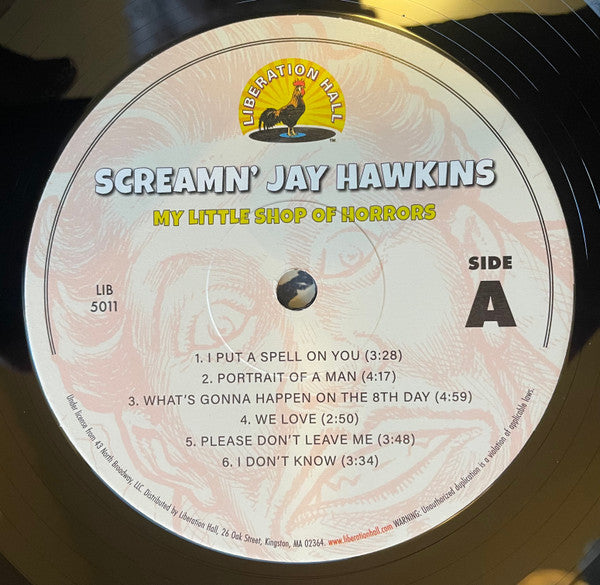 LIBERATION HALL
TM
SCREAMN' JAY HAWKINS
MY LITTLE SHOP OF HORRORS
LIB
5011
SIDE
A
1. I PUT A SPELL ON YOU (3:28)
2. PORTRAIT OF A MAN (4:17)
3. WHAT'S GONNA HAPPEN ON THE 8TH DAY (4:59)
4. WE LOVE (2:50)
5. PLEASE DON'T LEAVE ME (3:48)
6. I DON'T KNOW (3:34)
Under license from 43 North Broadway, LLC. Distributed by Liberation Hall, 26 Oak Street, Kingston, MA 02364. www.liberationhall.com WARNING: Unauthorized duplication is a violation of applicable laws.